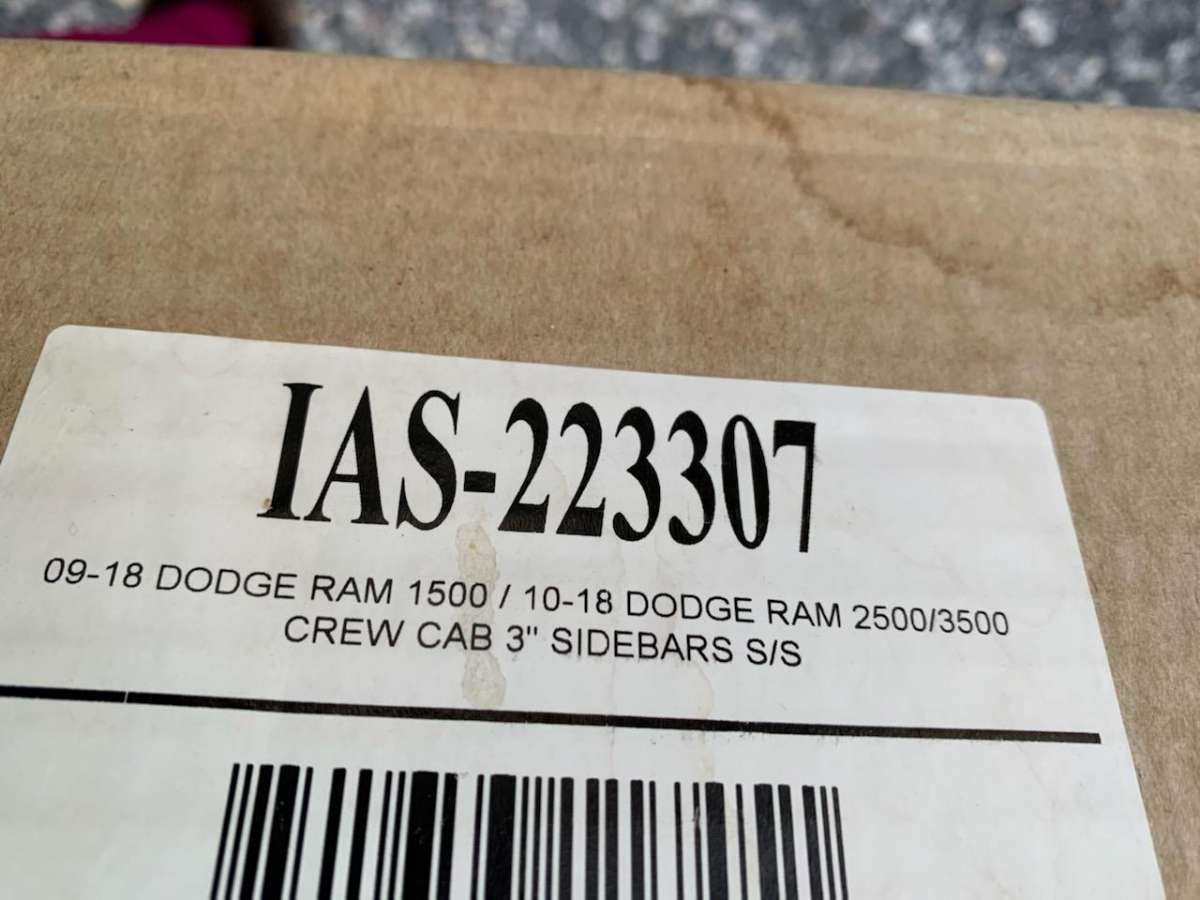 IAS-223307
09-18 DODGE RAM 1500 / 10-18 DODGE RAM 2500/3500
CREW CAB 3" SIDEBARS S/S